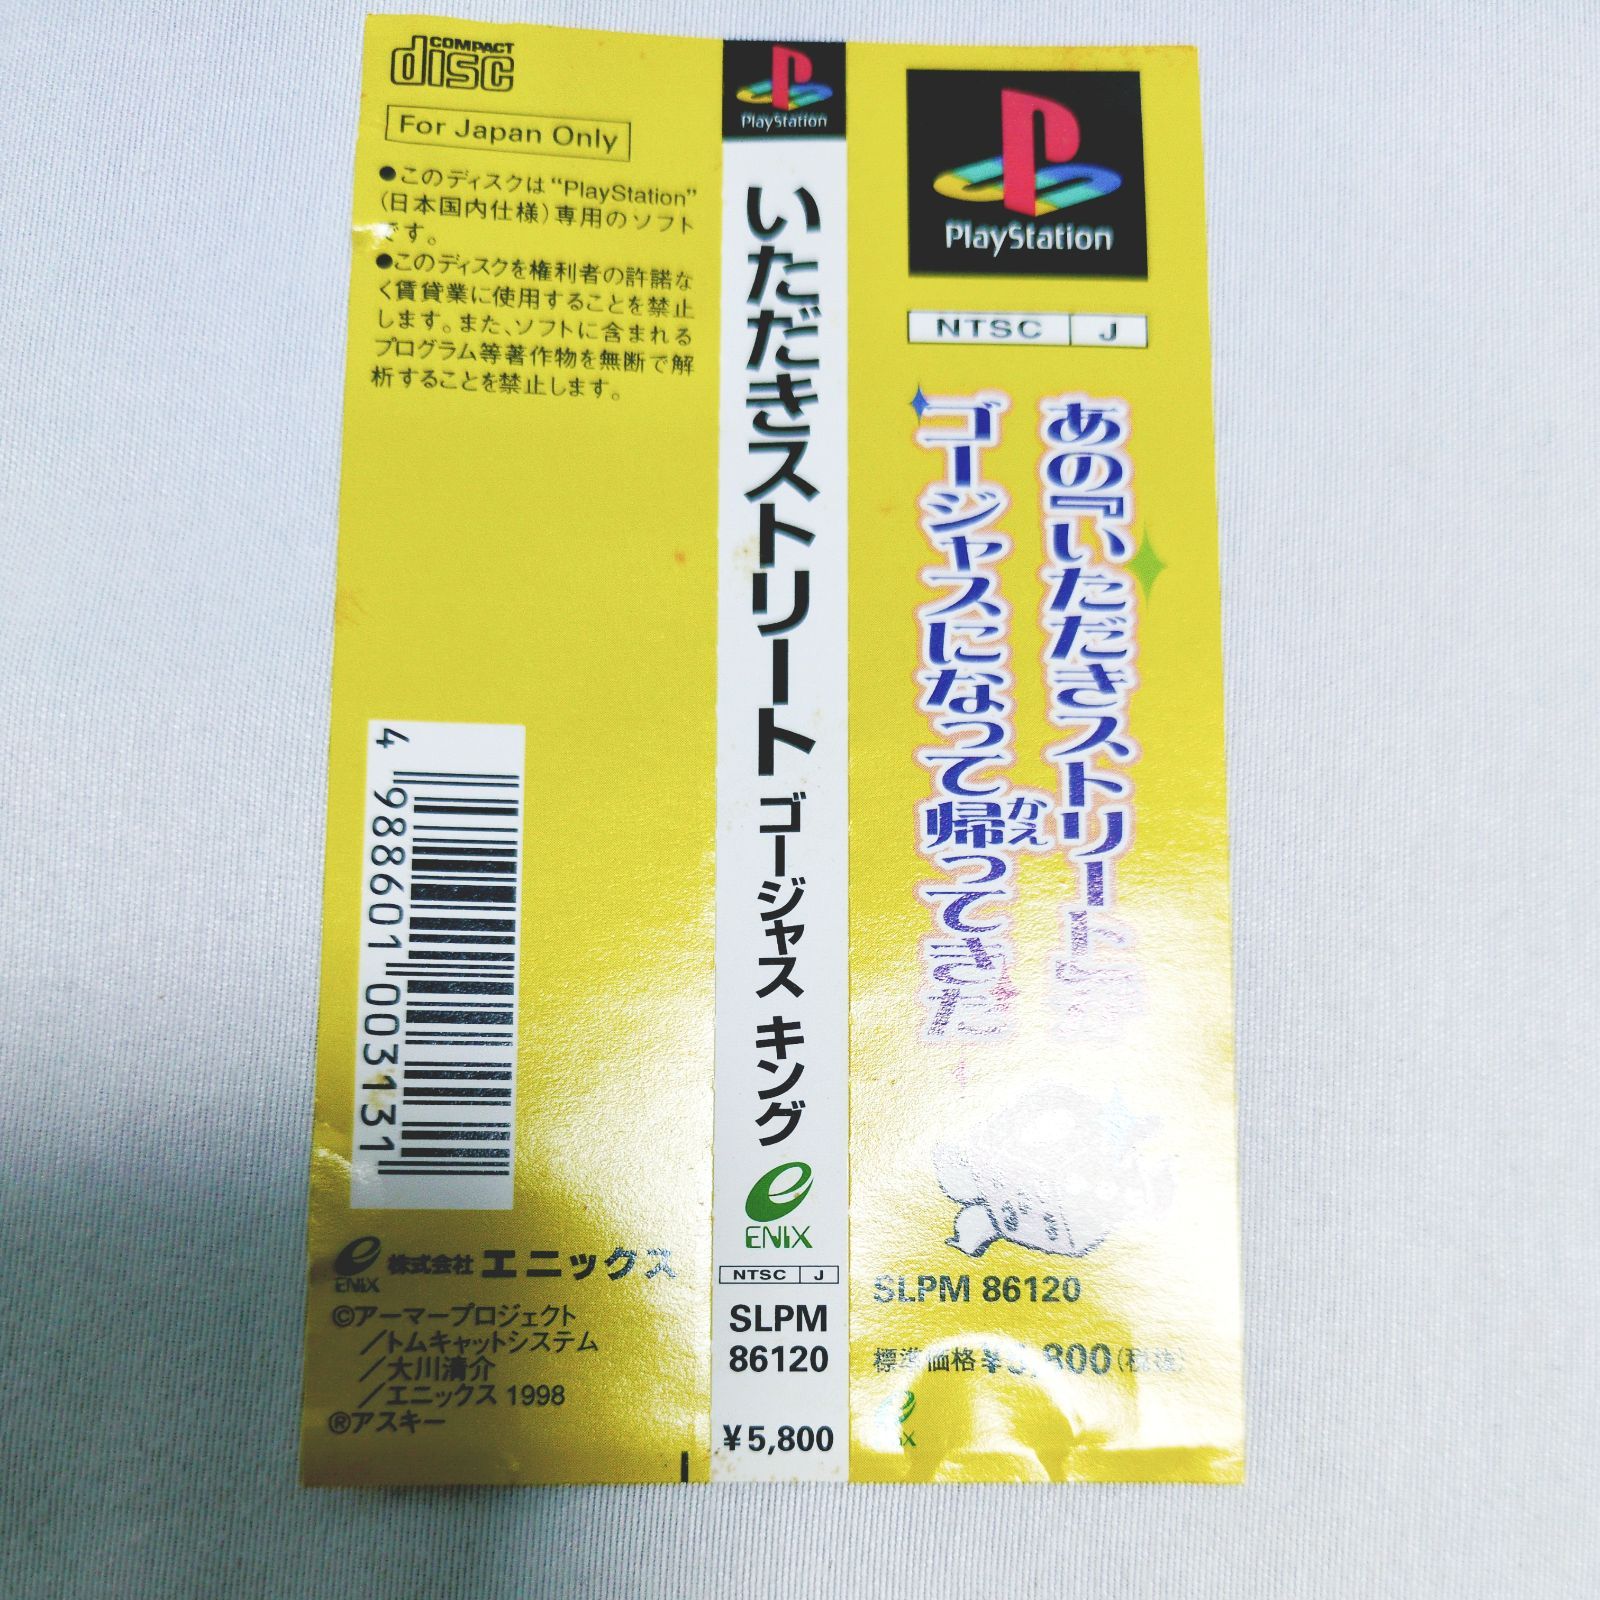 COMPACT
disc
For Japan Only
●このディスクは“PlayStation”
(日本国内仕様)専用のソフト
です。
●このディスクを権利者の許諾な
く賃貸業に使用することを禁止
します。また、ソフトに含まれる
プログラム等著作物を無断で解
析することを禁止します。
4 988601 003131
ENIX 株式会社 エニックス
©アーマープロジェクト
/トムキャットシステム
/大川清介
/エニックス 1998
®アスキー
PlayStation
いただきストリート ゴージャス キング
ENIX
NTSC J
SLPM
86120
¥5,800
PlayStation
NTSC J
あの『いただきストリート
ゴージャスになって帰ってきた
かえ
SLPM 86120
標準価格¥5,800(税抜)